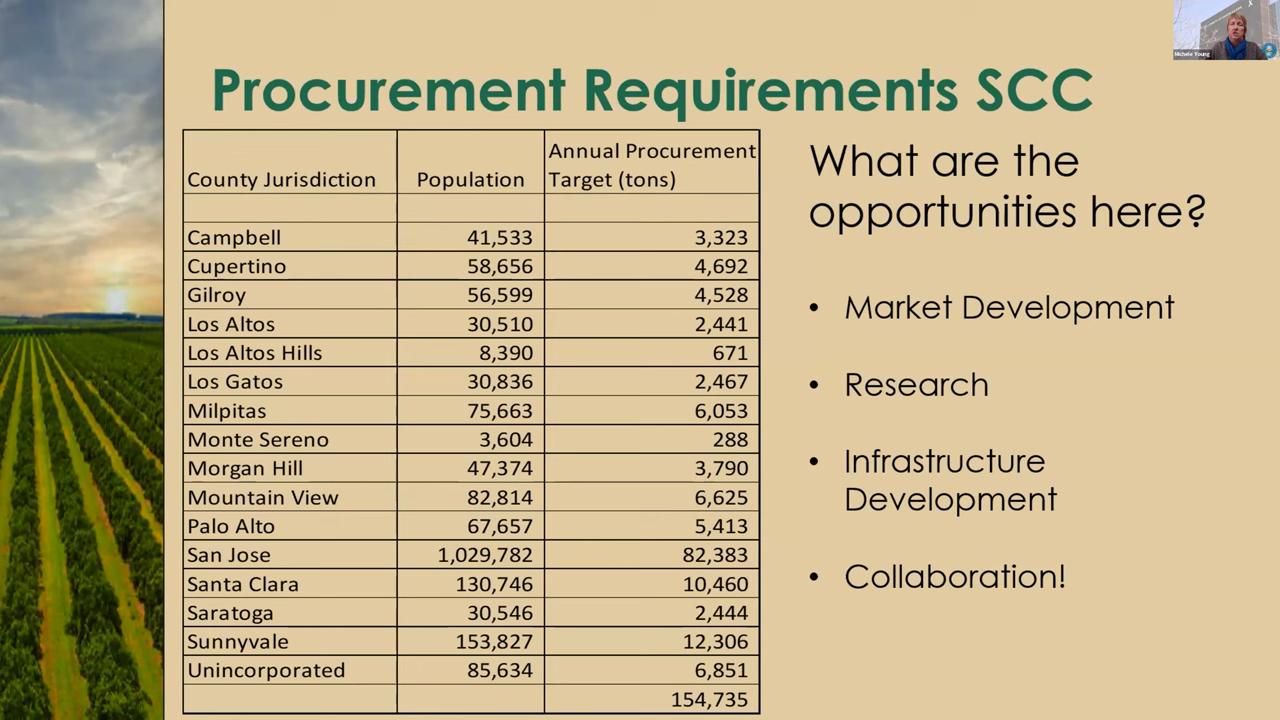 Procurement Requirements SCC
Annual Procurement
County Jurisdiction Population Target (tons)
Campbell 41,533 3,323
Cupertino 58,656 4,692
Gilroy 56,599 4,528
Los Altos 30,510 2,441
Los Altos Hills 8,390 671
Los Gatos 30,836 2,467
Milpitas 75,663 6,053
Monte Sereno 3,604 288
Morgan Hill 47,374 3,790
Mountain View 82,814 6,625
Palo Alto 67,657 5,413
San Jose 1,029,782 82,383
Santa Clara 130,746 10,460
Saratoga 30,546 2,444
Sunnyvale 153,827 12,306
Unincorporated 85,634 6,851
154,735
What are the
opportunities here?
• Market Development
• Research
• Infrastructure
Development
• Collaboration!
Michele Young